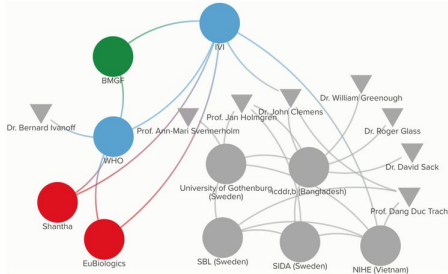 IVI
BMGF
Dr. William Greenough
Dr. Bernard Ivanoff
Prof. Ann-Mari Svennerholm
Prof. Jan Holmgren
Dr. John Clemens
Dr. Roger Glass
WHO
Dr. David Sack
University of Gothenburg
(Sweden)
icddr,b (Bangladesh)
Prof. Dang Duc Trach
Shantha
EuBiologics
SBL (Sweden)
SIDA (Sweden)
NIHE (Vietnam)